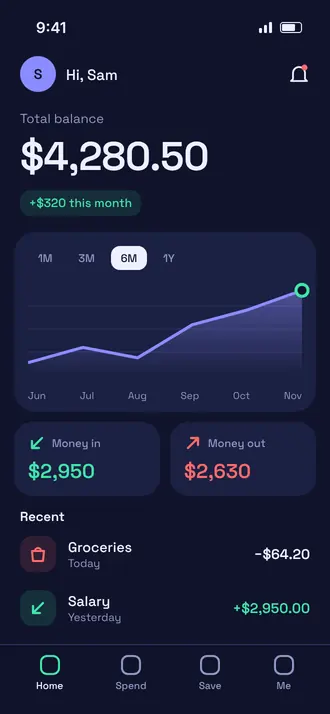 9:41
S
Hi, Sam
Total balance
$4,280.50
+$320 this month
1M 3M 6M 1Y
Jun Jul Aug Sep Oct Nov
Money in
$2,950
Money out
$2,630
Recent
Groceries
Today
−$64.20
Salary
Yesterday
+$2,950.00
Home Spend Save Me